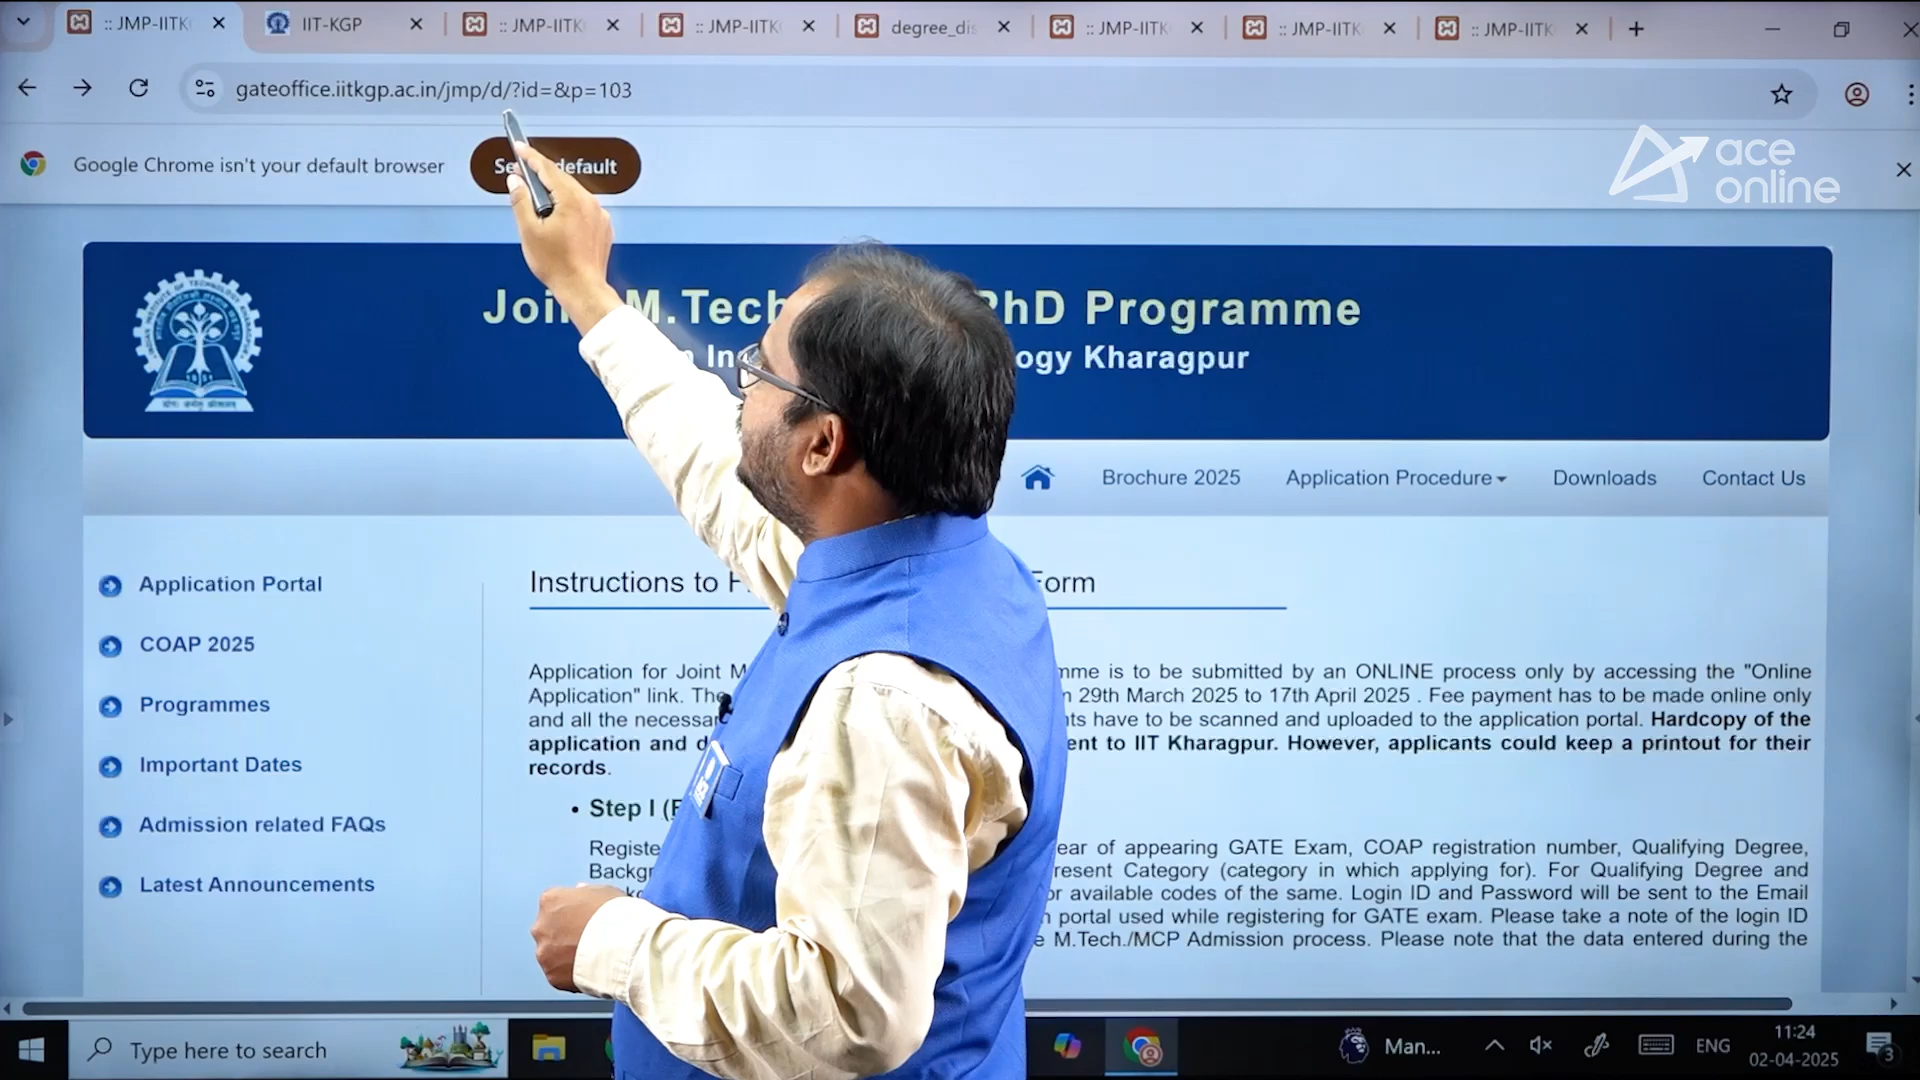 :: JMP-IITK
IIT-KGP
:: JMP-IITK
:: JMP-IITK
degree_dis
:: JMP-IITK
:: JMP-IITK
:: JMP-IITK
gateoffice.iitkgp.ac.in/jmp/d/?id=&p=103
Google Chrome isn't your default browser
default
ace
online
M.Tech PhD Programme
ogy Kharagpur
Brochure 2025
Application Procedure
Downloads
Contact Us
Application Portal
COAP 2025
Programmes
Important Dates
Admission related FAQs
Latest Announcements
Instructions to Form
Application for Joint M mme is to be submitted by an ONLINE process only by accessing the "Online
Application" link. The 29th March 2025 to 17th April 2025 . Fee payment has to be made online only
and all the necessar ts have to be scanned and uploaded to the application portal. Hardcopy of the
application and d ent to IIT Kharagpur. However, applicants could keep a printout for their
records.
• Step I
Registe ear of appearing GATE Exam, COAP registration number, Qualifying Degree,
Backgr resent Category (category in which applying for). For Qualifying Degree and
or available codes of the same. Login ID and Password will be sent to the Email
portal used while registering for GATE exam. Please take a note of the login ID
e M.Tech./MCP Admission process. Please note that the data entered during the
Type here to search
Man...
ENG
11:24
02-04-2025
3